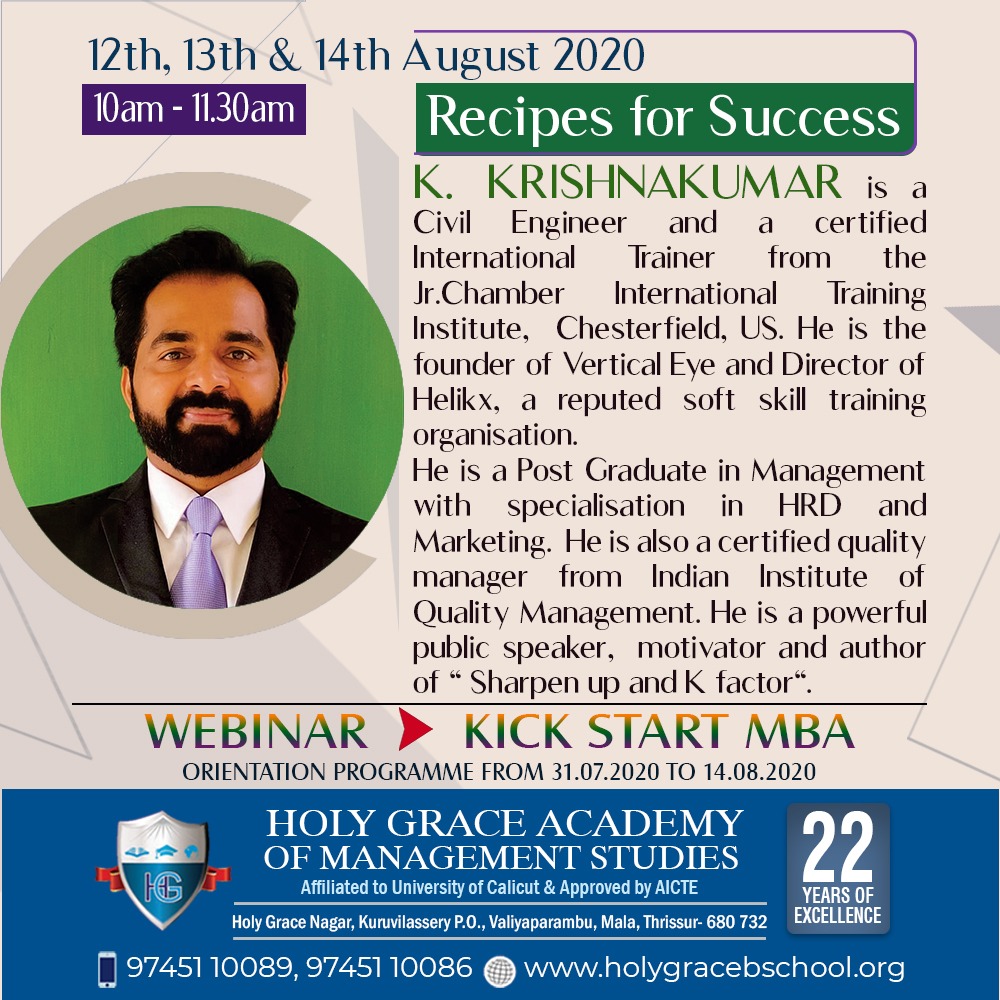 12th, 13th & 14th August 2020
10am - 11.30am
Recipes for Success
K. KRISHNAKUMAR is a
Civil Engineer and a certified
International Trainer from the
Jr.Chamber International Training
Institute, Chesterfield, US. He is the
founder of Vertical Eye and Director of
Helikx, a reputed soft skill training
organisation.
He is a Post Graduate in Management
with specialisation in HRD and
Marketing. He is also a certified quality
manager from Indian Institute of
Quality Management. He is a powerful
public speaker, motivator and author
of “ Sharpen up and K factor“.
WEBINAR KICK START MBA
ORIENTATION PROGRAMME FROM 31.07.2020 TO 14.08.2020
HG
HOLY GRACE ACADEMY
OF MANAGEMENT STUDIES
Affiliated to University of Calicut & Approved by AICTE
Holy Grace Nagar, Kuruvilassery P.O., Valiyaparambu, Mala, Thrissur- 680 732
22
YEARS OF
EXCELLENCE
97451 10089, 97451 10086 www.holygracebschool.org